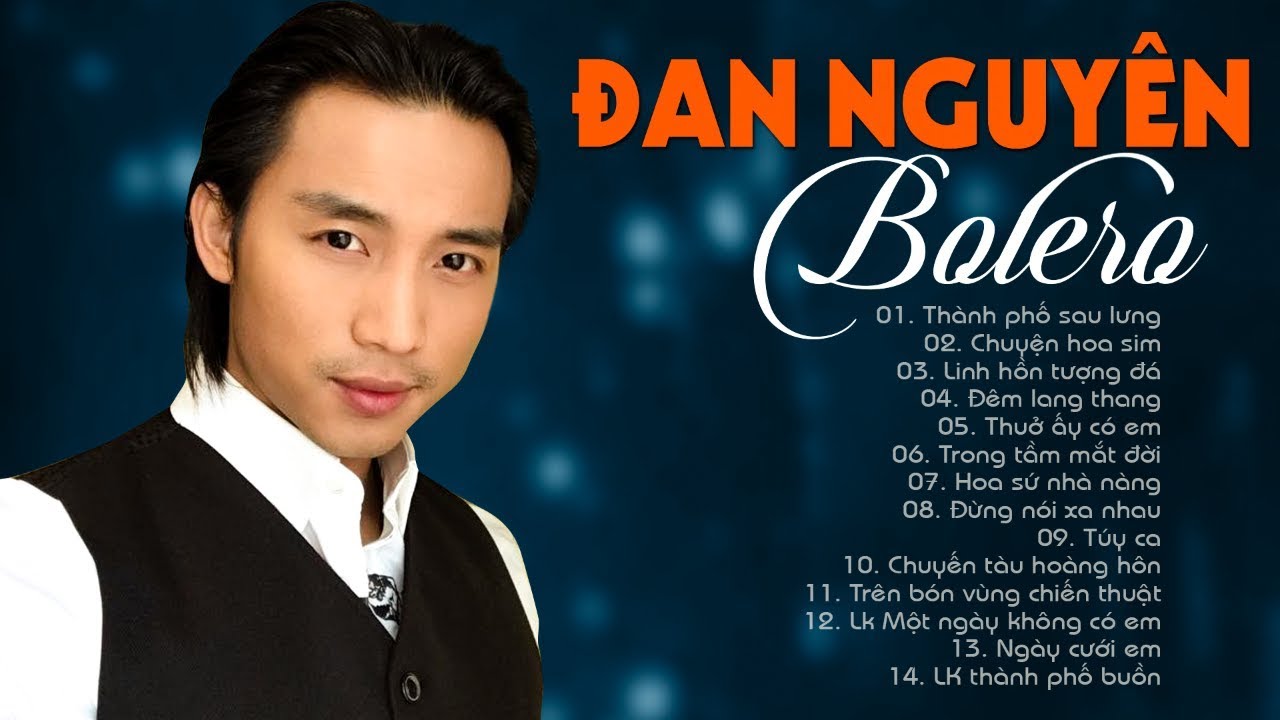 ĐAN NGUYÊN
Bolero
01. Thành phố sau lưng
02. Chuyện hoa sim
03. Linh hồn tượng đá
04. Đêm lang thang
05. Thuở ấy có em
06. Trong tầm mắt đời
07. Hoa sứ nhà nàng
08. Đừng nói xa nhau
09. Túy ca
10. Chuyến tàu hoàng hôn
11. Trên bón vùng chiến thuật
12. Lk Một ngày không có em
13. Ngày cưới em
14. LK thành phố buồn